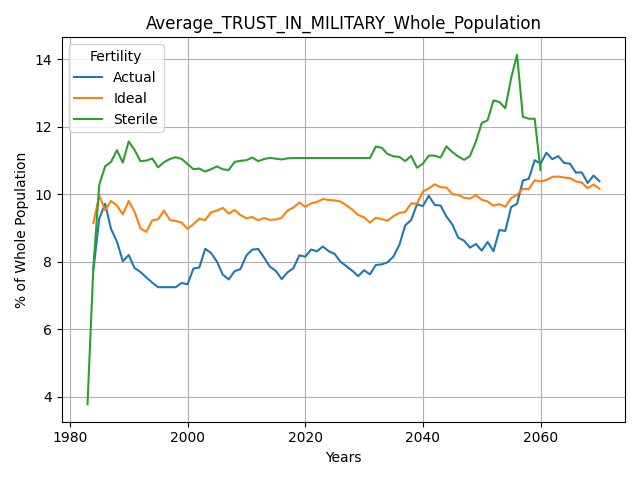 Average_TRUST_IN_MILITARY_Whole_Population
Fertility
Actual
Ideal
Sterile
% of Whole Population
14
12
10
8
6
4
1980
2000
2020
2040
2060
Years